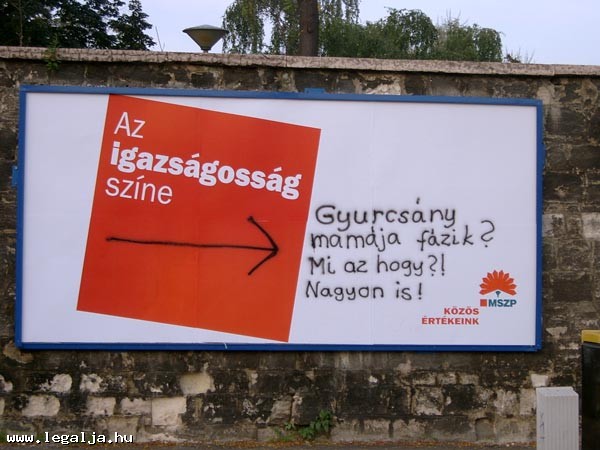 Az
igazságosság
színe
Gyurcsány
mamája fázik?
Mi az hogy?!
Nagyon is!
MSZP
KÖZÖS
ÉRTÉKEINK
www.legalja.hu